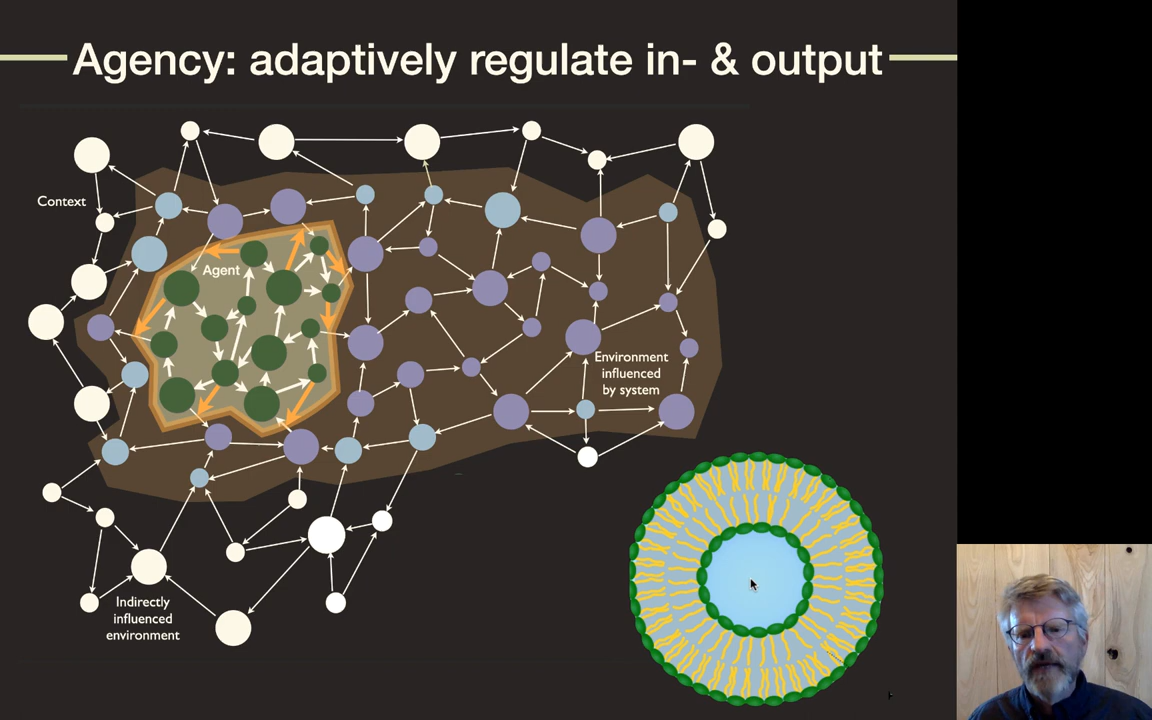 Agency: adaptively regulate in- & output
Context
Agent
Environment
influenced
by system
Indirectly
influenced
environment